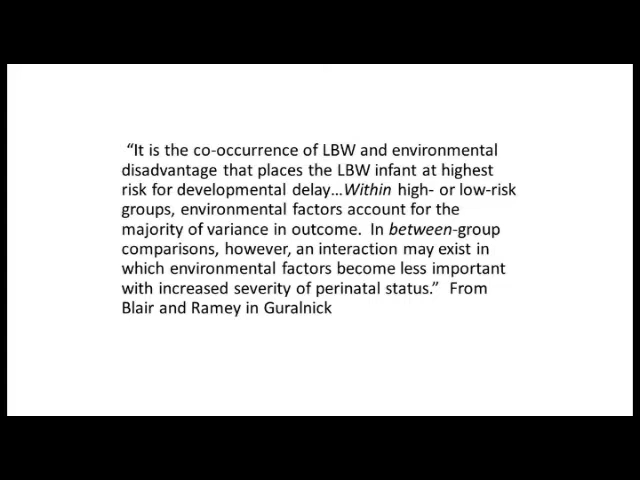 “It is the co-occurrence of LBW and environmental
disadvantage that places the LBW infant at highest
risk for developmental delay…Within high- or low-risk
groups, environmental factors account for the
majority of variance in outcome.  In between-group
comparisons, however, an interaction may exist in
which environmental factors become less important
with increased severity of perinatal status.”  From
Blair and Ramey in Guralnick